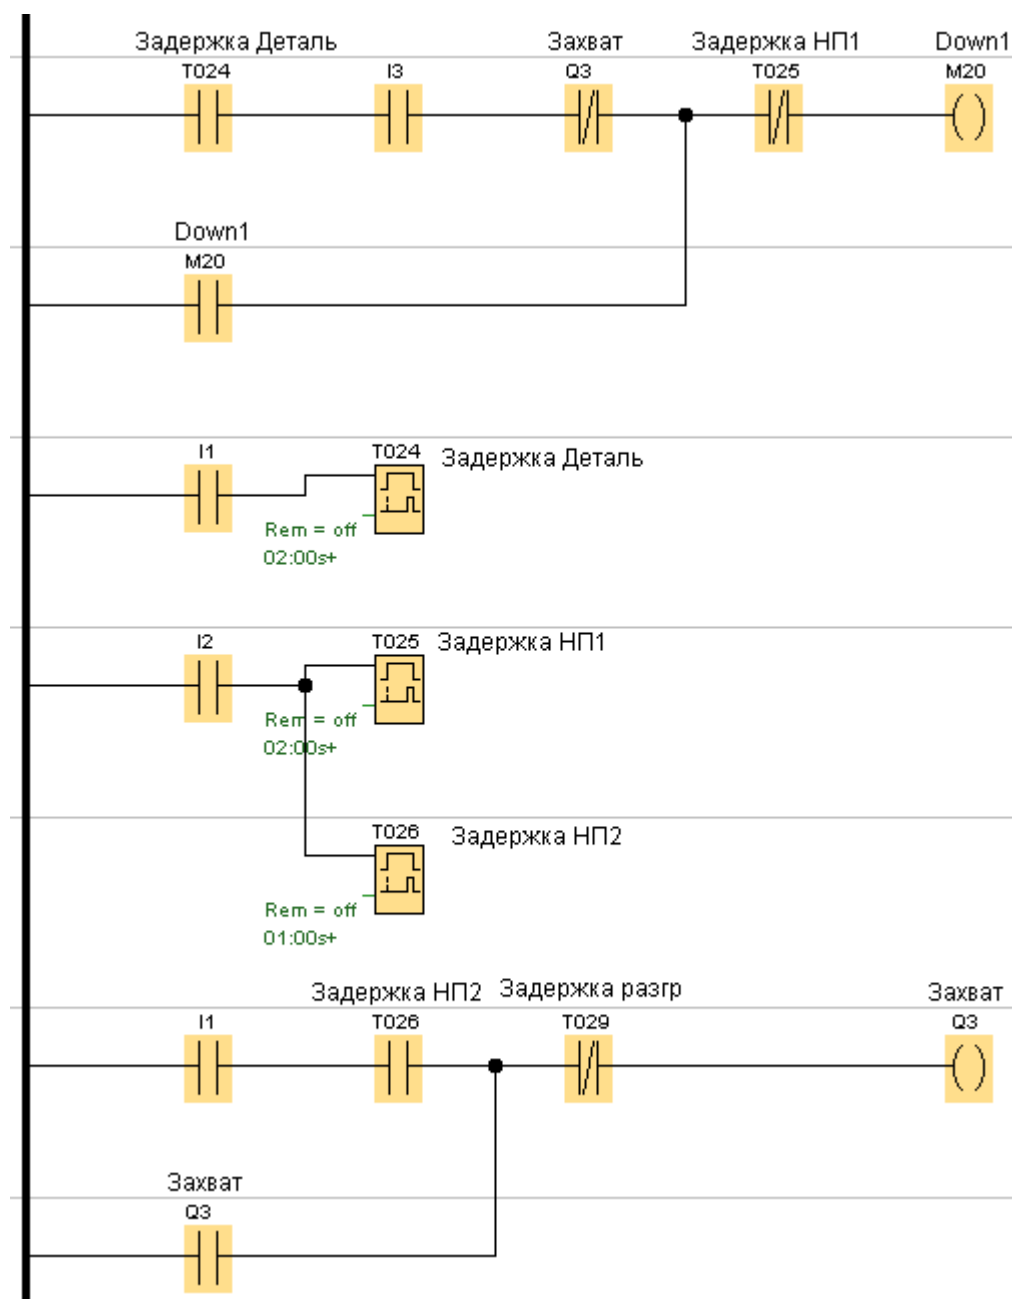 Задержка Деталь Захват Задержка НП1 Down1
T024 I3 Q3 T025 M20
Down1
M20
I1 T024 Задержка Деталь
Rem = off
02:00s+
I2 T025 Задержка НП1
Rem = off
02:00s+
T026 Задержка НП2
Rem = off
01:00s+
Задержка НП2 Задержка разгр Захват
I1 T026 T029 Q3
Захват
Q3